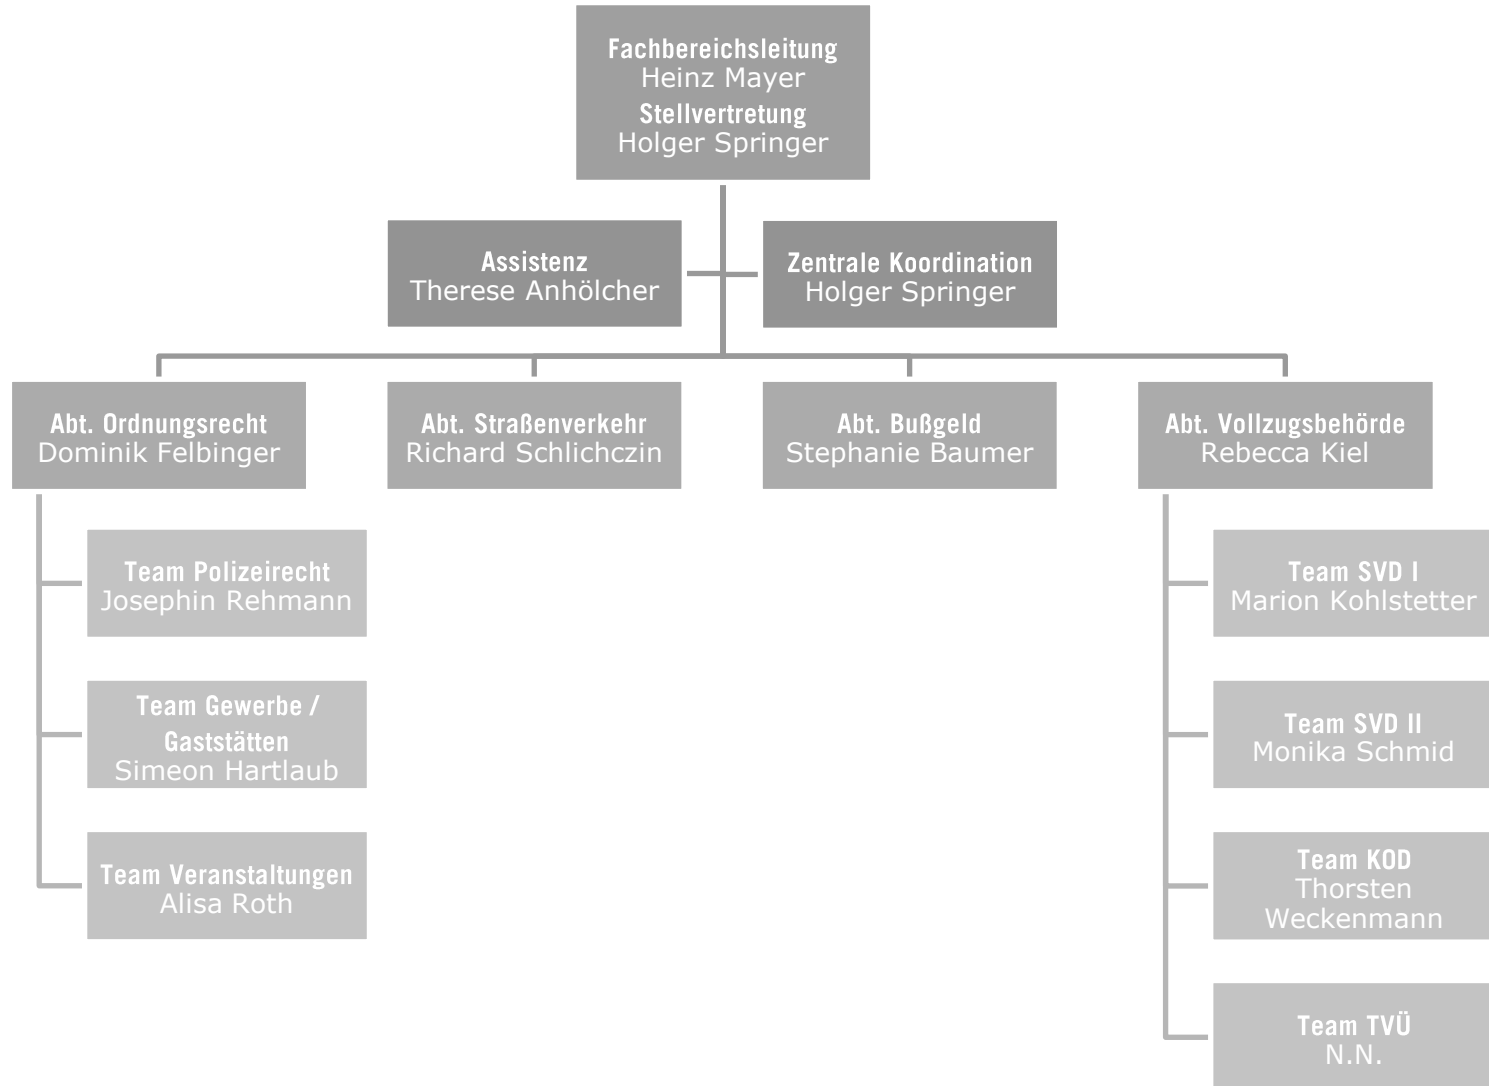 Fachbereichsleitung
Heinz Mayer
Stellvertretung
Holger Springer
Assistenz
Therese Anhölcher
Zentrale Koordination
Holger Springer
Abt. Ordnungsrecht
Dominik Felbinger
Abt. Straßenverkehr
Richard Schlichczin
Abt. Bußgeld
Stephanie Baumer
Abt. Vollzugsbehörde
Rebecca Kiel
Team Polizeirecht
Josephin Rehmann
Team Gewerbe /
Gaststätten
Simeon Hartlaub
Team Veranstaltungen
Alisa Roth
Team SVD I
Marion Kohlstetter
Team SVD II
Monika Schmid
Team KOD
Thorsten
Weckenmann
Team TVÜ
N.N.